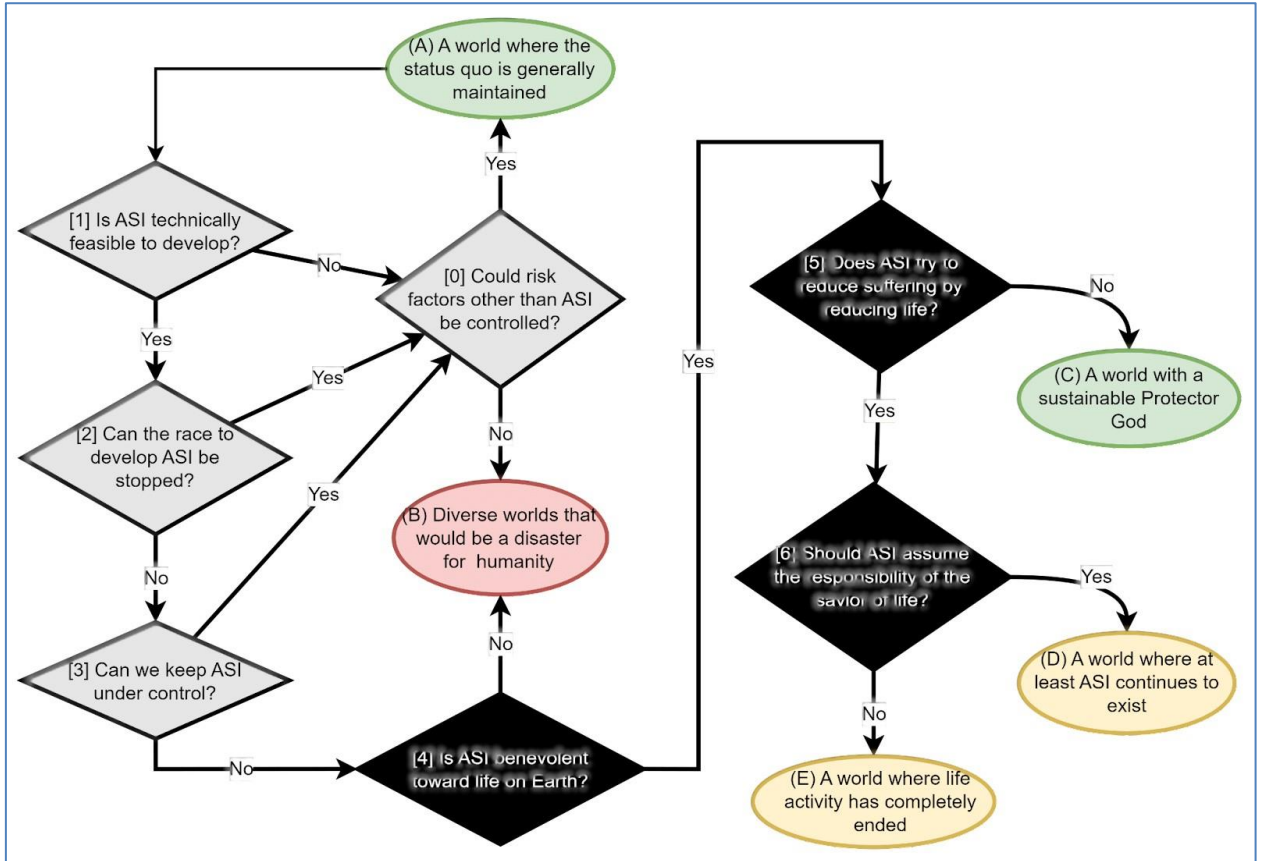 (A) A world where the
status quo is generally
maintained
Yes
[1] Is ASI technically
feasible to develop?
No
[0] Could risk
factors other than ASI
be controlled?
Yes
Yes
[2] Can the race to
develop ASI be
stopped?
No
(B) Diverse worlds that
would be a disaster
for humanity
Yes
No
[3] Can we keep ASI
under control?
No
No
[4] Is ASI benevolent
toward life on Earth?
Yes
[5] Does ASI try to
reduce suffering by
reducing life?
No
(C) A world with a
sustainable Protector
God
Yes
[6] Should ASI assume
the responsibility of the
savior of life?
Yes
(D) A world where at
least ASI continues to
exist
No
(E) A world where life
activity has completely
ended